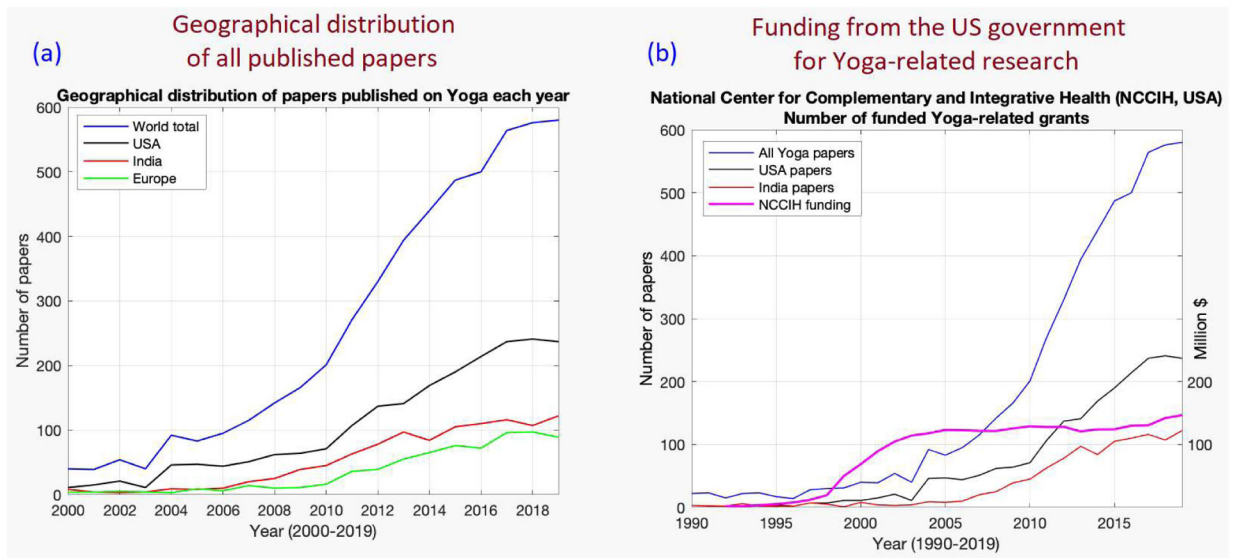 Geographical distribution
of all published papers
(a)
Geographical distribution of papers published on Yoga each year
600
500
400
300
200
100
0
Number of papers
World total
USA
India
Europe
2000
2002
2004
2006
2008
2010
2012
2014
2016
2018
Year (2000-2019)
Funding from the US government
for Yoga-related research
(b)
National Center for Complementary and Integrative Health (NCCIH, USA)
Number of funded Yoga-related grants
600
500
400
300
200
100
0
Number of papers
All Yoga papers
USA papers
India papers
NCCIH funding
Million $
200
100
1990
1995
2000
2005
2010
2015
Year (1990-2019)